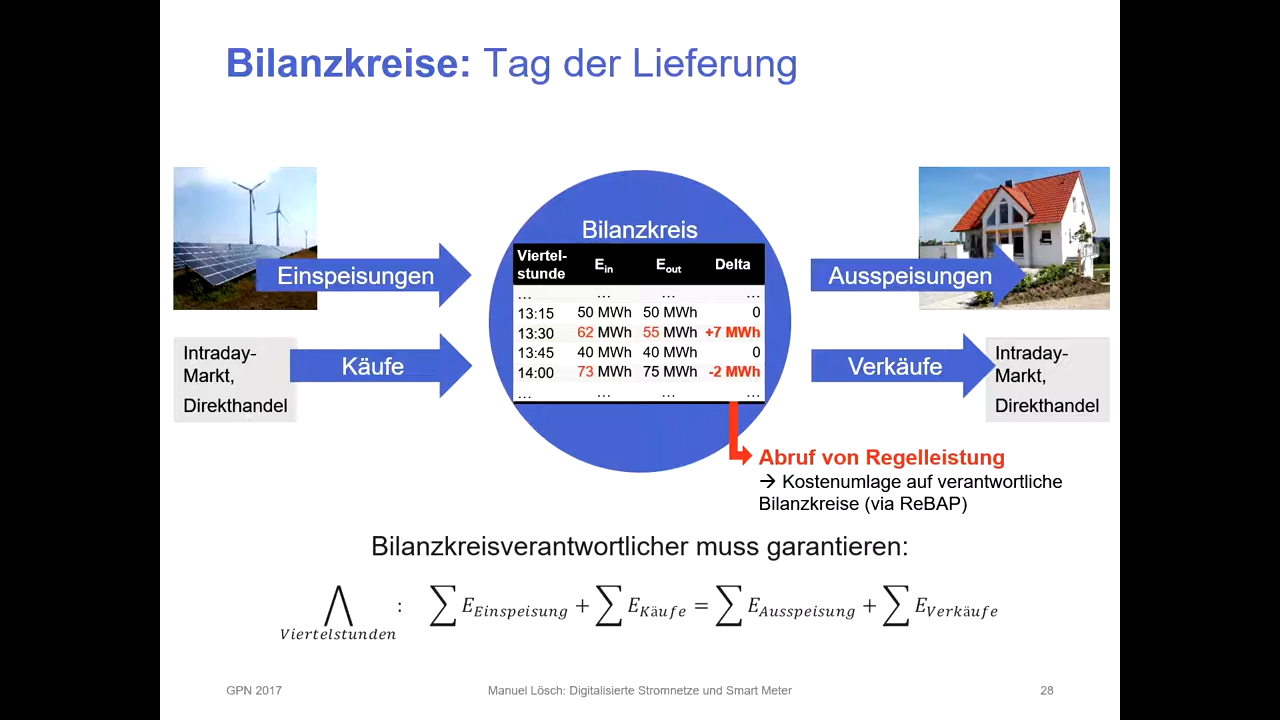 Bilanzkreise: Tag der Lieferung
Bilanzkreis
Viertel-
stunde E_in E_out Delta
… … … …
13:15 50 MWh 50 MWh 0
13:30 62 MWh 55 MWh +7 MWh
13:45 40 MWh 40 MWh 0
14:00 73 MWh 75 MWh -2 MWh
… … … …
Einspeisungen
Ausspeisungen
Intraday-
Markt,
Direkthandel
Käufe
Verkäufe
Intraday-
Markt,
Direkthandel
Abruf von Regelleistung
→ Kostenumlage auf verantwortliche
Bilanzkreise (via ReBAP)
Bilanzkreisverantwortlicher muss garantieren:
⋀_Viertelstunden : ∑ E_Einspeisung + ∑ E_Käufe = ∑ E_Ausspeisung + ∑ E_Verkäufe
GPN 2017 Manuel Lösch: Digitalisierte Stromnetze und Smart Meter 28